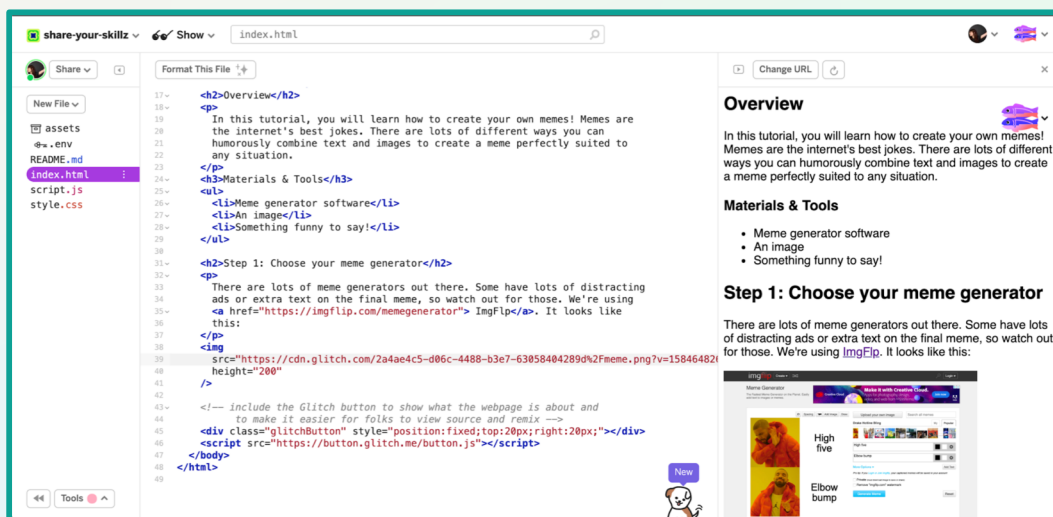 share-your-skillz
Show
index.html
Share
Format This File
Change URL
New File
assets
.env
README.md
index.html
script.js
style.css
17 <h2>Overview</h2>
18 <p>
19 In this tutorial, you will learn how to create your own memes! Memes are
20 the internet's best jokes. There are lots of different ways you can
21 humorously combine text and images to create a meme perfectly suited to
22 any situation.
23 </p>
24 <h3>Materials & Tools</h3>
25 <ul>
26 <li>Meme generator software</li>
27 <li>An image</li>
28 <li>Something funny to say!</li>
29 </ul>
30
31 <h2>Step 1: Choose your meme generator</h2>
32 <p>
33 There are lots of meme generators out there. Some have lots of distracting
34 ads or extra text on the final meme, so watch out for those. We're using
35 <a href="https://imgflip.com/memegenerator"> ImgFlp</a>. It looks like
36 this:
37 </p>
38 <img
39 src="https://cdn.glitch.com/2a4ae4c5-d06c-4488-b3e7-63058404289d%2Fmeme.png?v=158464820
40 height="200"
41 />
42
43 <!-- include the Glitch button to show what the webpage is about and
44 to make it easier for folks to view source and remix -->
45 <div class="glitchButton" style="position:fixed;top:20px;right:20px;"></div>
46 <script src="https://button.glitch.me/button.js"></script>
47 </body>
48 </html>
49
Tools
New
Overview
In this tutorial, you will learn how to create your own memes!
Memes are the internet's best jokes. There are lots of different
ways you can humorously combine text and images to create
a meme perfectly suited to any situation.
Materials & Tools
• Meme generator software
• An image
• Something funny to say!
Step 1: Choose your meme generator
There are lots of meme generators out there. Some have lots
of distracting ads or extra text on the final meme, so watch out
for those. We're using ImgFlp. It looks like this:
imgflip
Meme Generator
Make it with Creative Cloud.
Upload your own image
High five
Elbow bump
High
five
Elbow
bump